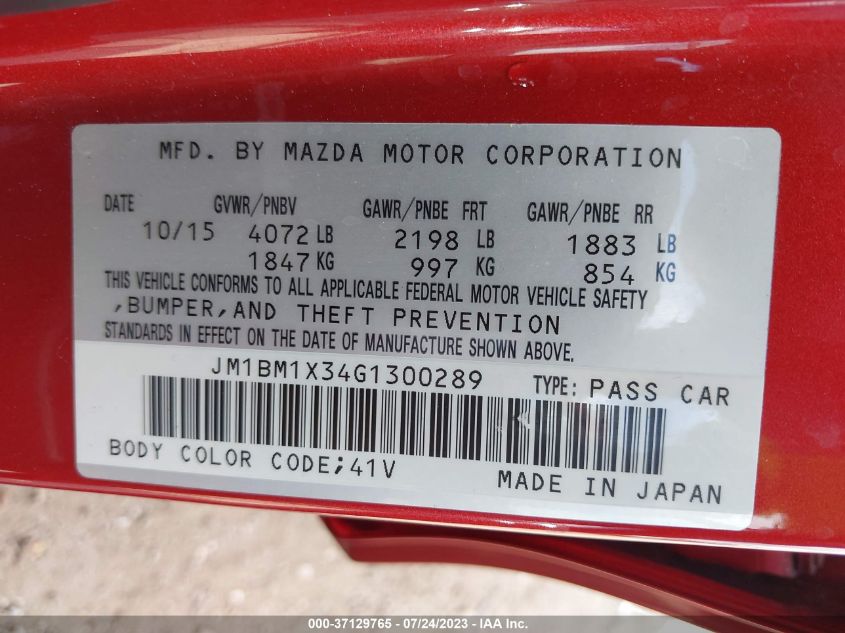 MFD. BY MAZDA MOTOR CORPORATION
DATE GVWR/PNBV GAWR/PNBE FRT GAWR/PNBE RR
10/15 4072 LB 2198 LB 1883 LB
1847 KG 997 KG 854 KG
THIS VEHICLE CONFORMS TO ALL APPLICABLE FEDERAL MOTOR VEHICLE SAFETY
,BUMPER,AND THEFT PREVENTION
STANDARDS IN EFFECT ON THE DATE OF MANUFACTURE SHOWN ABOVE.
JM1BM1X34G1300289 TYPE: PASS CAR
BODY COLOR CODE;41V MADE IN JAPAN
000-37129765 - 07/24/2023 - IAA Inc.